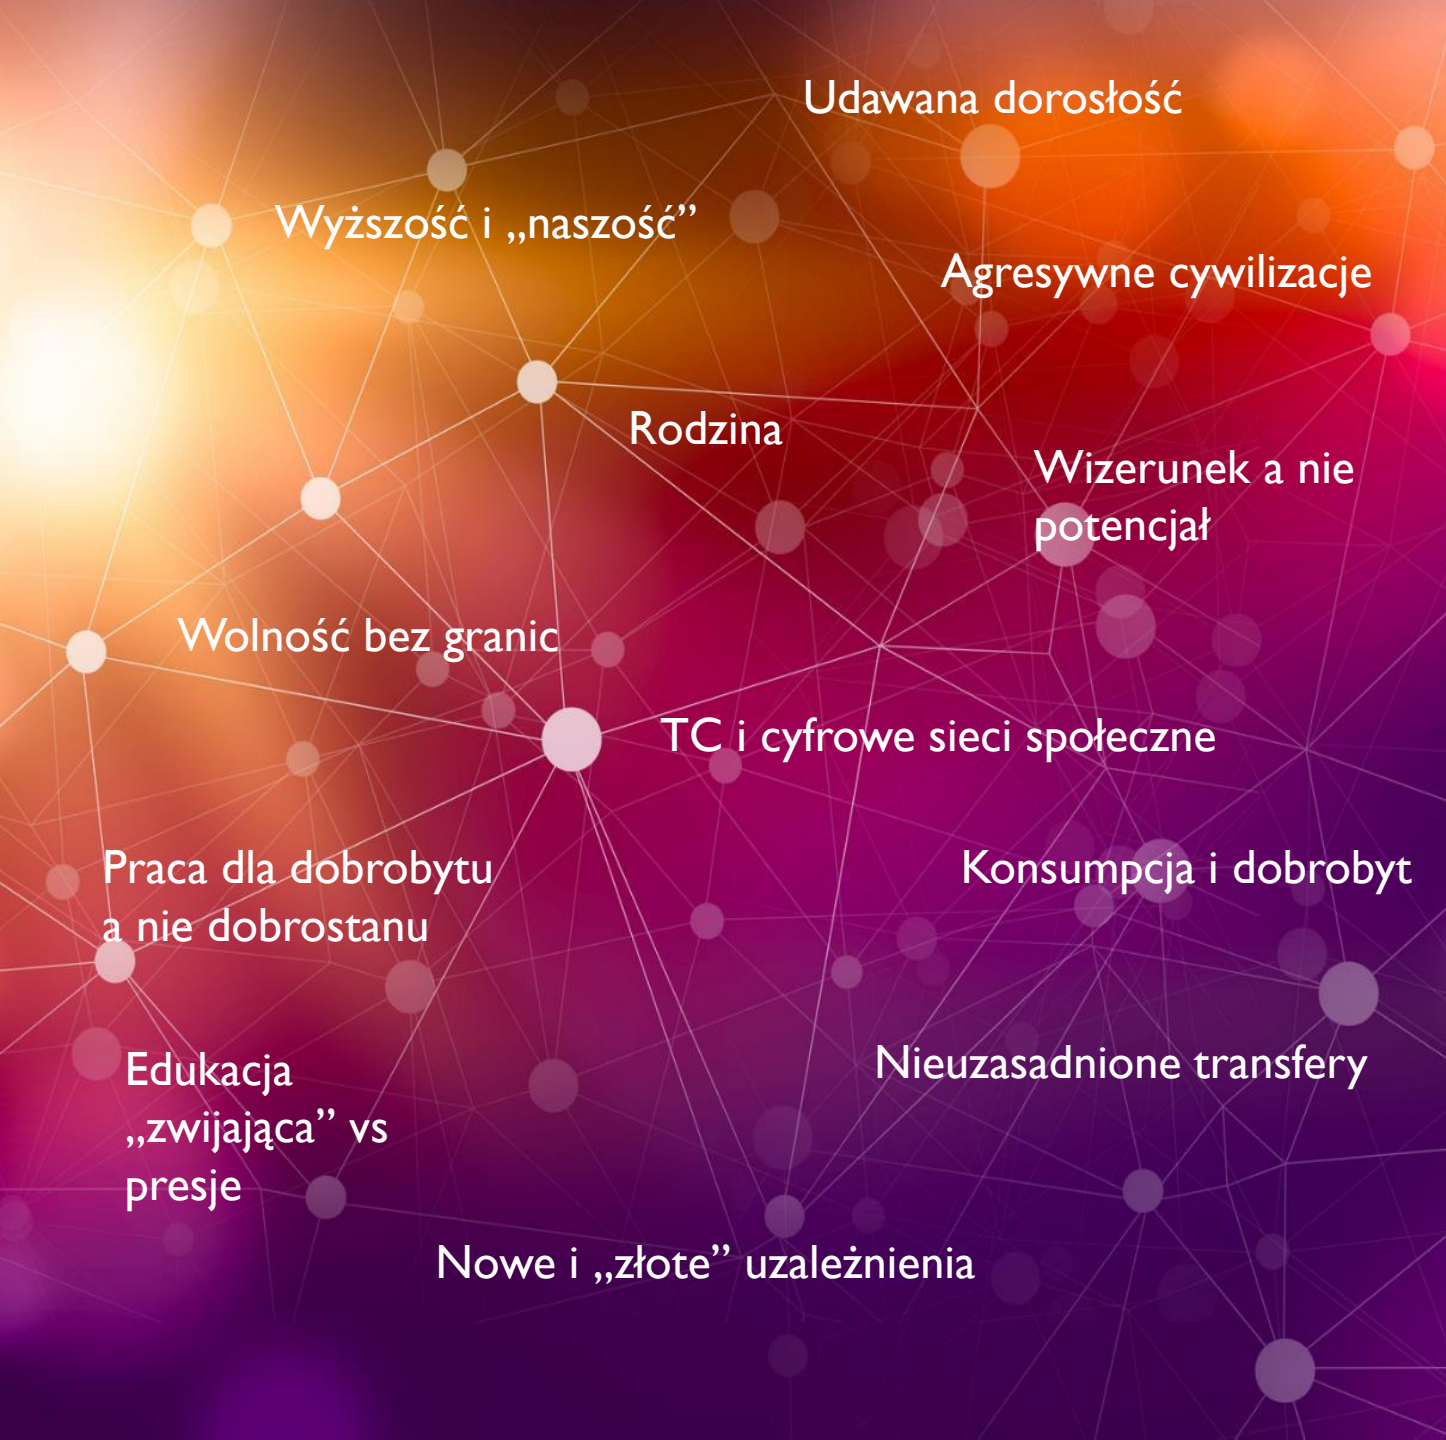 Udawana dorosłość
Wyższość i „naszość”
Agresywne cywilizacje
Rodzina
Wizerunek a nie
potencjał
Wolność bez granic
TC i cyfrowe sieci społeczne
Praca dla dobrobytu
a nie dobrostanu
Konsumpcja i dobrobyt
Edukacja
„zwijająca” vs
presje
Nieuzasadnione transfery
Nowe i „złote” uzależnienia